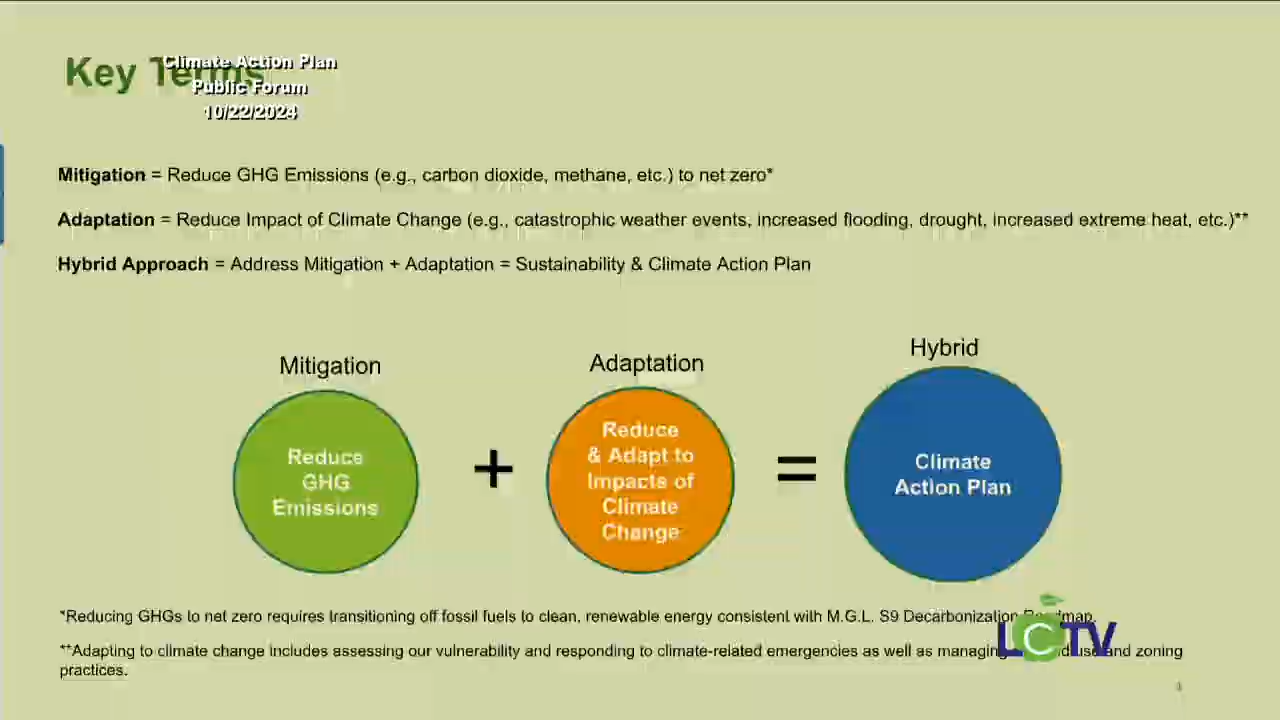 Key Terms
Climate Action Plan
Public Forum
10/22/2024
Mitigation = Reduce GHG Emissions (e.g., carbon dioxide, methane, etc.) to net zero*
Adaptation = Reduce Impact of Climate Change (e.g., catastrophic weather events, increased flooding, drought, increased extreme heat, etc.)**
Hybrid Approach = Address Mitigation + Adaptation = Sustainability & Climate Action Plan
Mitigation
Adaptation
Hybrid
Reduce
GHG
Emissions
+
Reduce
& Adapt to
Impacts of
Climate
Change
=
Climate
Action Plan
*Reducing GHGs to net zero requires transitioning off fossil fuels to clean, renewable energy consistent with M.G.L. S9 Decarbonization Roadmap.
**Adapting to climate change includes assessing our vulnerability and responding to climate-related emergencies as well as managing and zoning
practices.
LCTV